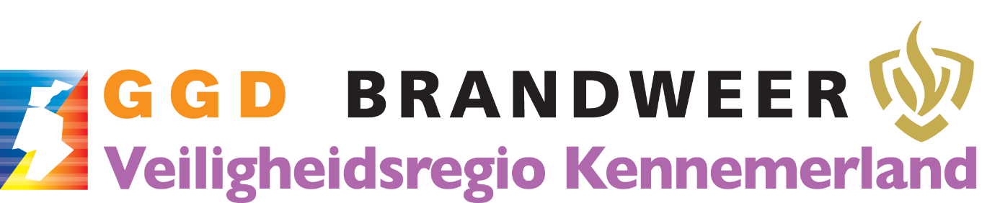 GGD BRANDWEER
Veiligheidsregio Kennemerland